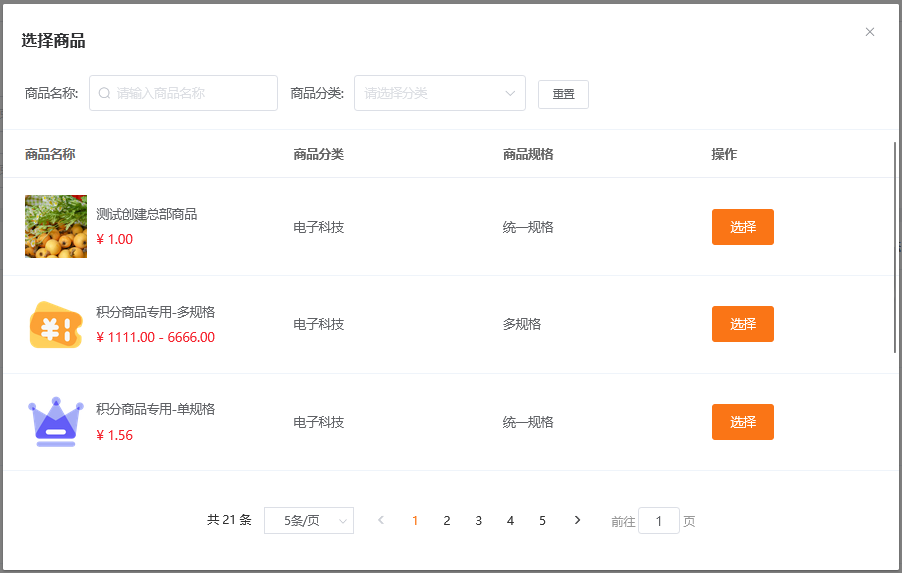 选择商品
商品名称: 请输入商品名称 商品分类: 请选择分类 重置
商品名称 商品分类 商品规格 操作
测试创建总部商品
¥ 1.00
电子科技 统一规格 选择
积分商品专用-多规格
¥ 1111.00 - 6666.00
电子科技 多规格 选择
积分商品专用-单规格
¥ 1.56
电子科技 统一规格 选择
共 21 条 5条/页 1 2 3 4 5 前往 1 页